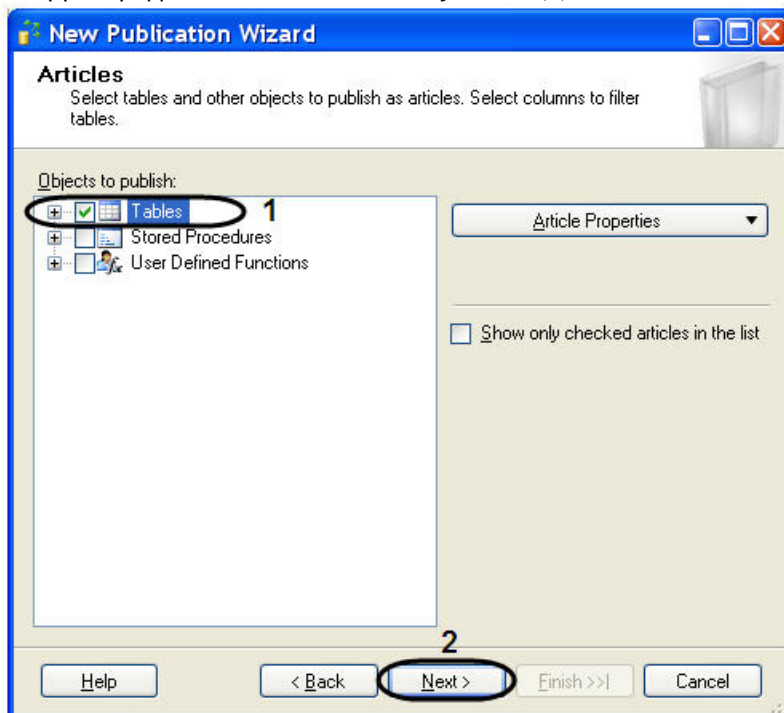 New Publication Wizard
Articles
Select tables and other objects to publish as articles. Select columns to filter
tables.
Objects to publish:
Tables 1
Stored Procedures
User Defined Functions
Article Properties
Show only checked articles in the list
2
Help
< Back
Next >
Finish >>|
Cancel